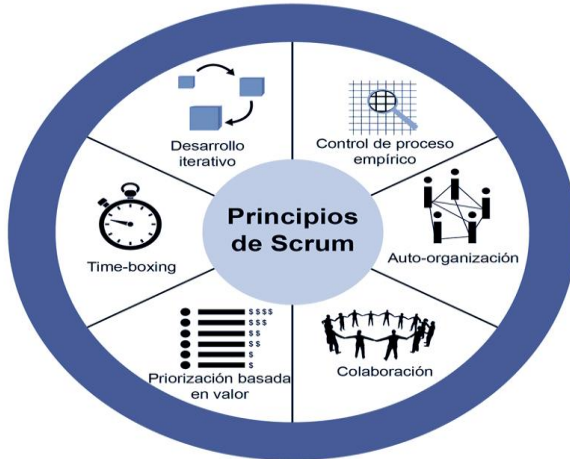 Desarrollo
iterativo
Control de proceso
empírico
Principios
de Scrum
Time-boxing
Auto-organización
$$$$
$$$
$$
$$
$
$
Priorización basada
en valor
Colaboración